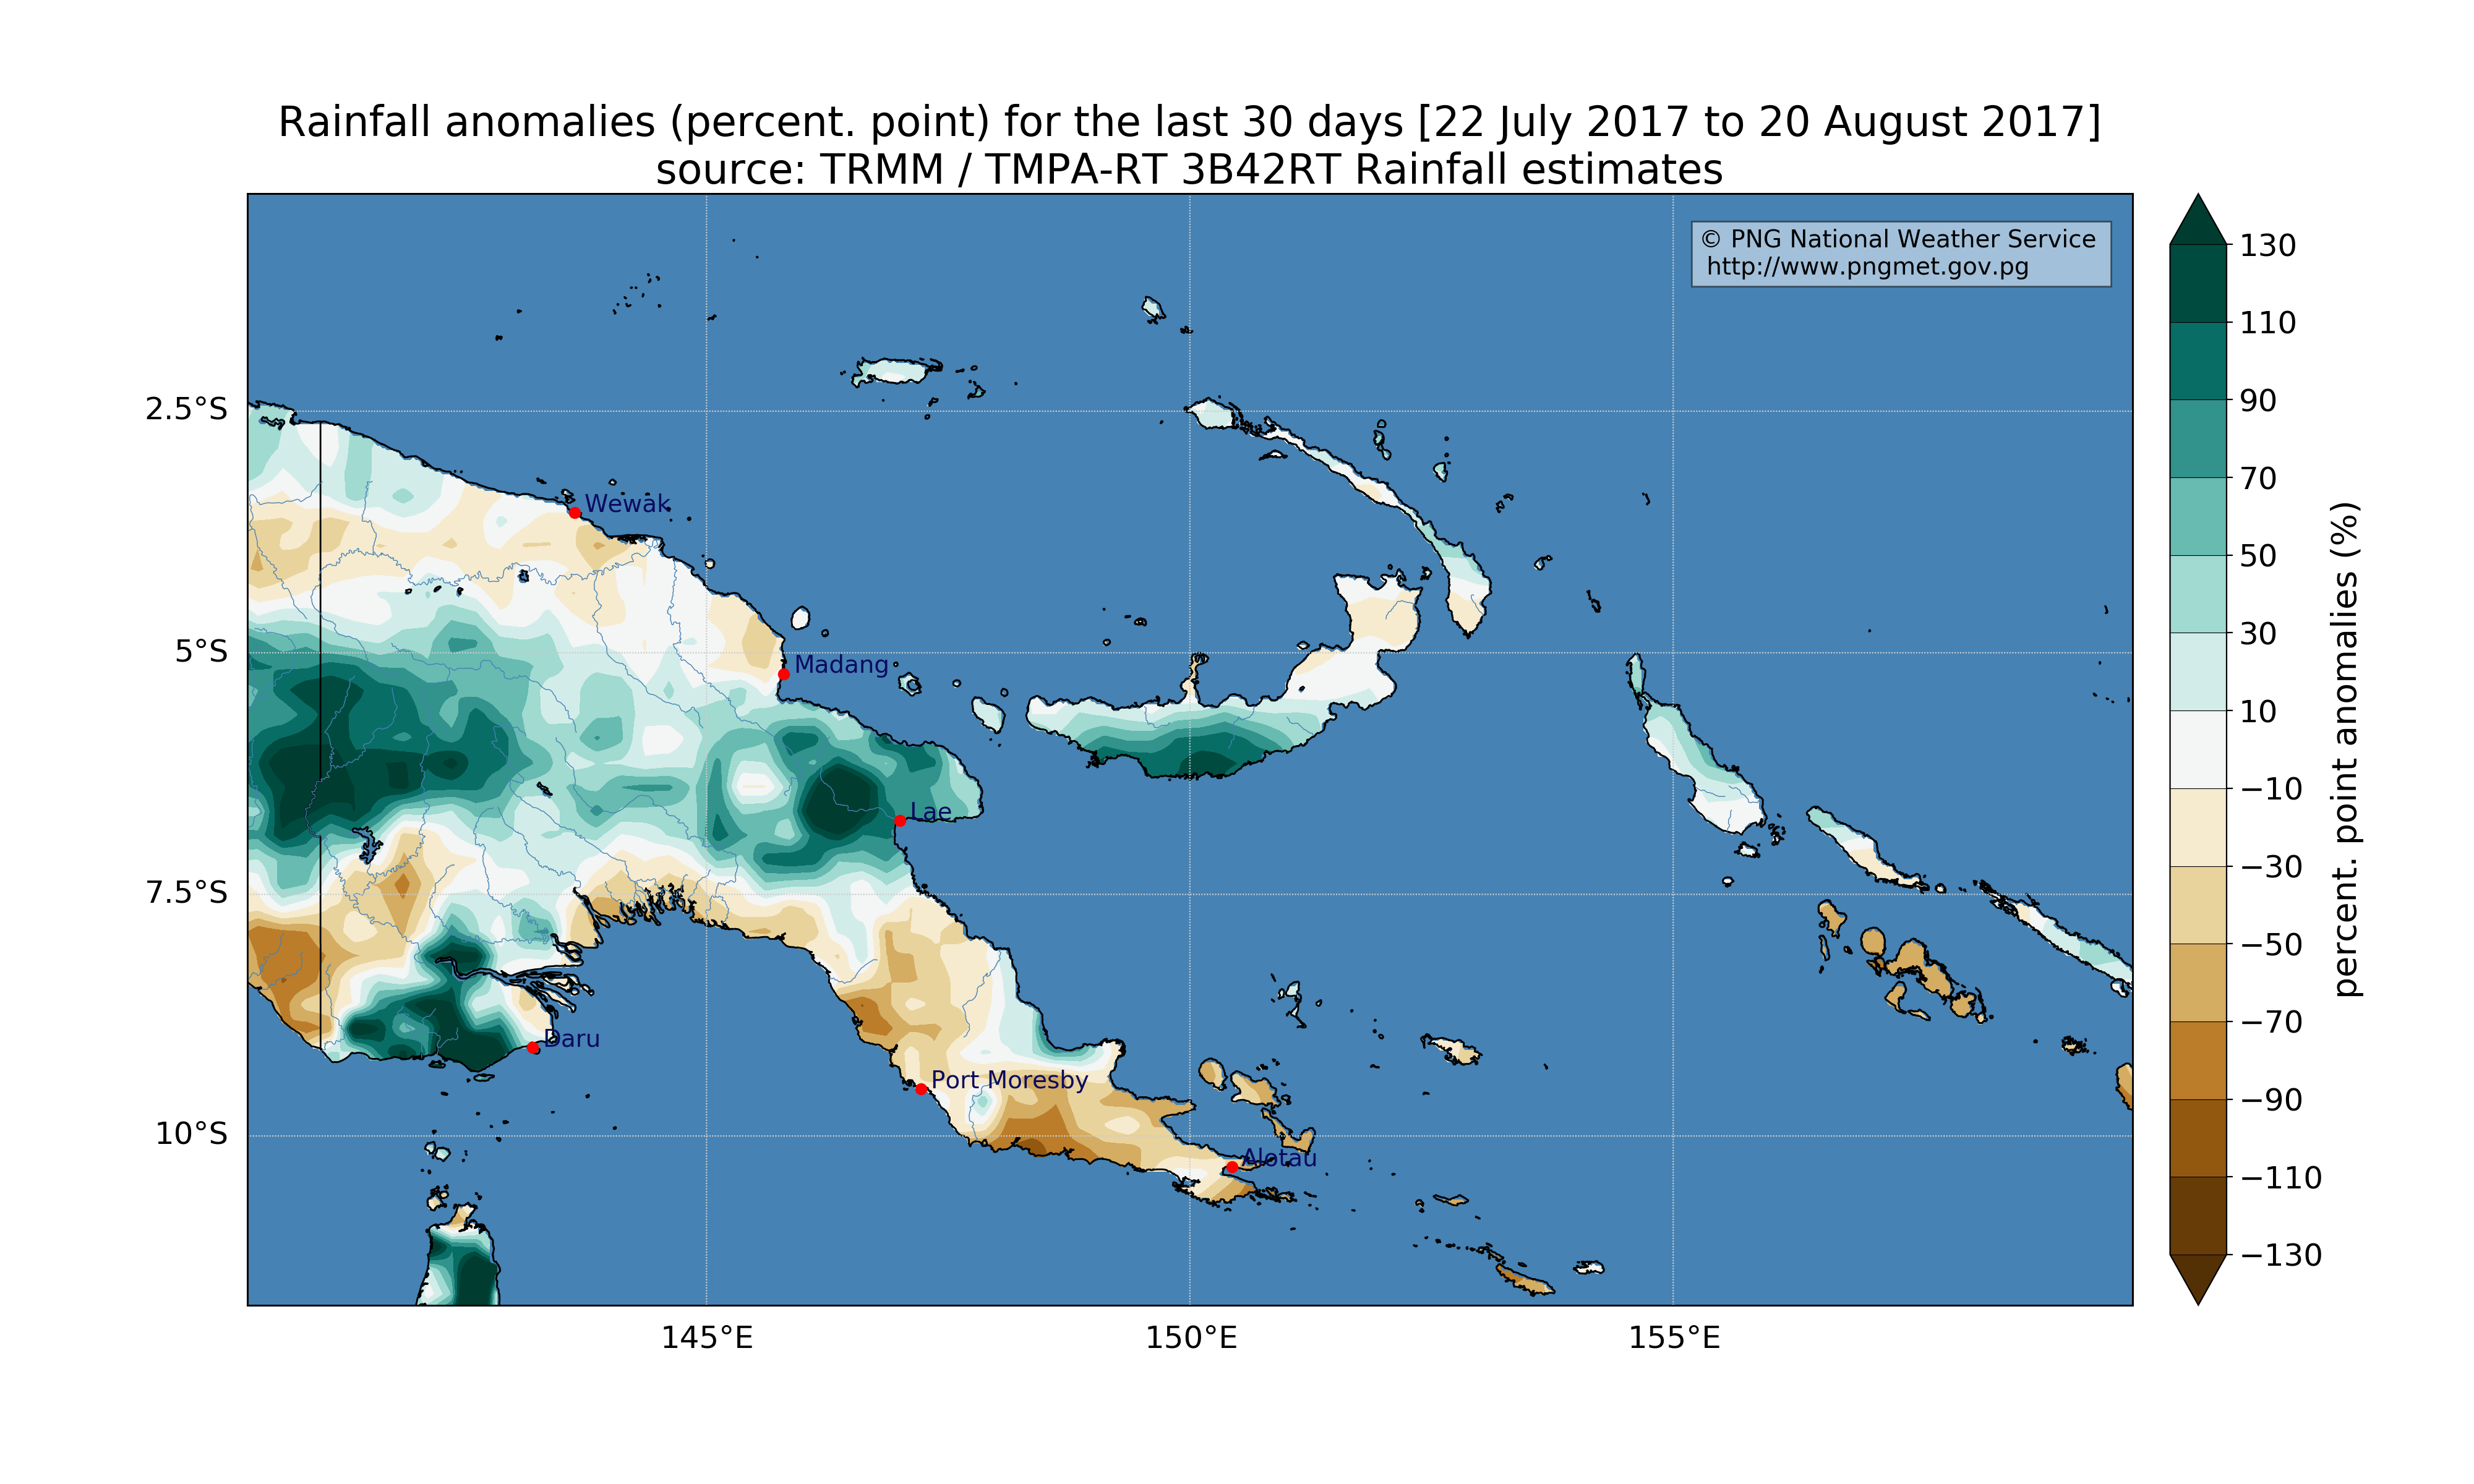 Rainfall anomalies (percent. point) for the last 30 days [22 July 2017 to 20 August 2017]
source: TRMM / TMPA-RT 3B42RT Rainfall estimates
© PNG National Weather Service
http://www.pngmet.gov.pg
2.5°S
5°S
7.5°S
10°S
Wewak
Madang
Lae
Daru
Port Moresby
Alotau
145°E
150°E
155°E
130
110
90
70
50
30
10
−10
−30
−50
−70
−90
−110
−130
percent. point anomalies (%)